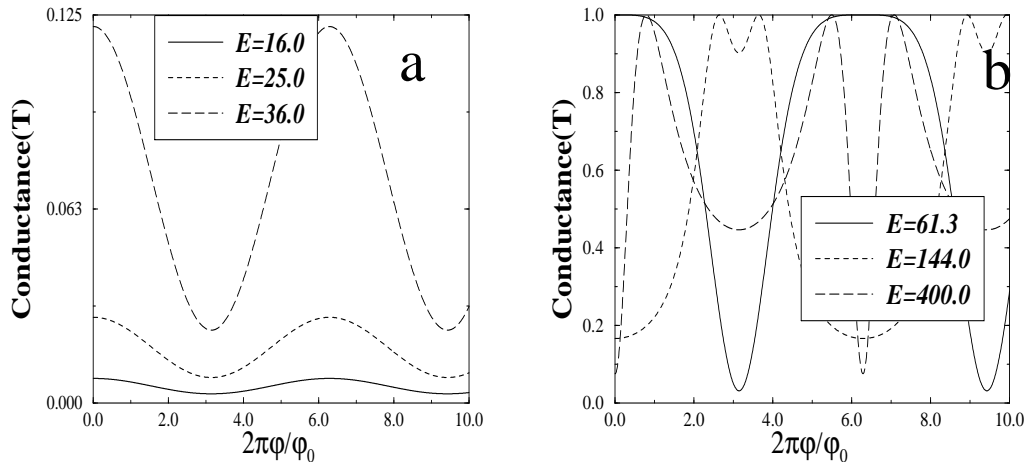 a
Conductance(T)
0.125
0.063
0.000
E=16.0
E=25.0
E=36.0
0.0 2.0 4.0 6.0 8.0 10.0
2πφ/φ0
b
Conductance(T)
1.0
0.8
0.6
0.4
0.2
0.0
E=61.3
E=144.0
E=400.0
0.0 2.0 4.0 6.0 8.0 10.0
2πφ/φ0